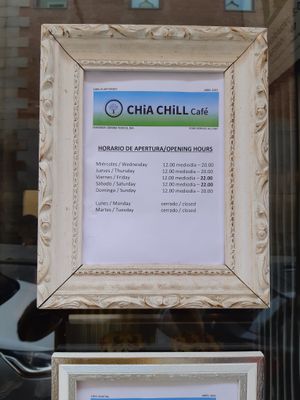 CHiA CHiLL Café
HORARIO DE APERTURA/OPENING HOURS
Miércoles / Wednesday 12.00 mediodía – 20.00
Jueves / Thursday 12.00 mediodía – 20.00
Viernes / Friday 12.00 mediodía – 22.00
Sábado / Saturday 12.00 mediodía – 22.00
Domingo / Sunday 12.00 mediodía – 20.00
Lunes / Monday cerrado / closed
Martes / Tuesday cerrado / closed